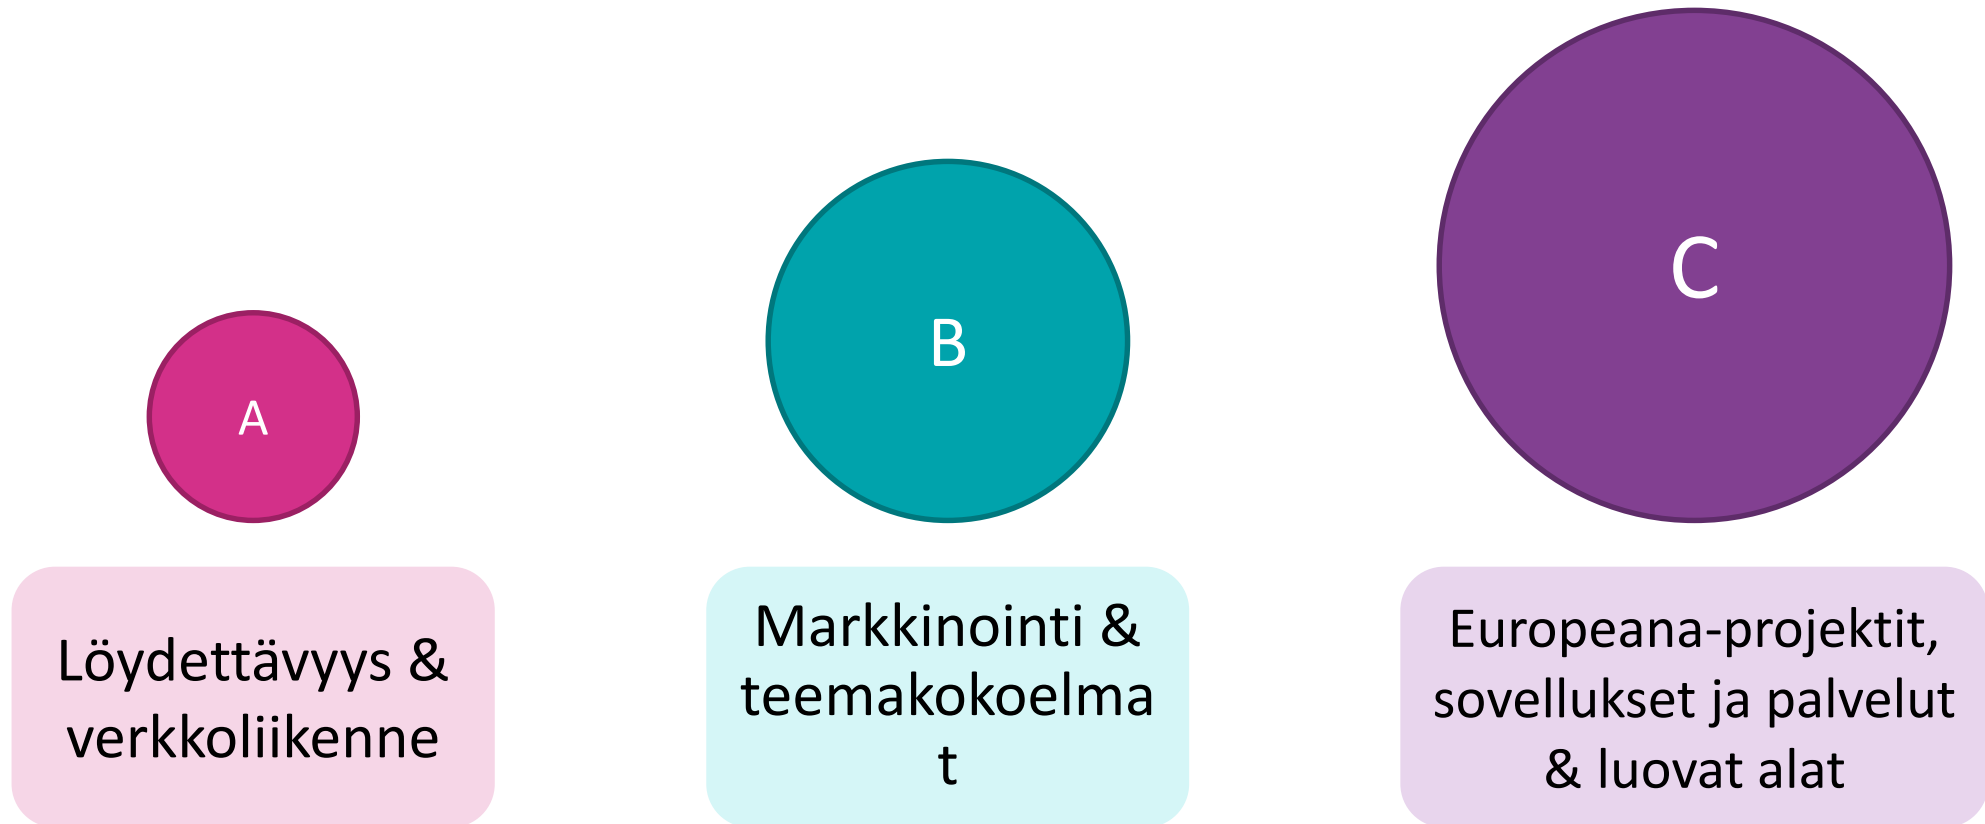 A
B
C
Löydettävyys &
verkkoliikenne
Markkinointi &
teemakokoelma
t
Europeana-projektit,
sovellukset ja palvelut
& luovat alat